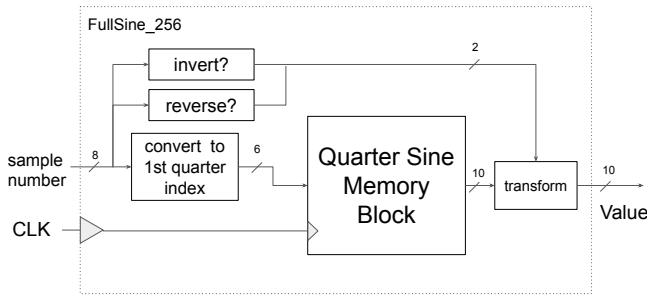 FullSine_256
invert?
2
reverse?
sample
number
8
convert to
1st quarter
index
6
Quarter Sine
Memory
Block
10
transform
10
Value
CLK